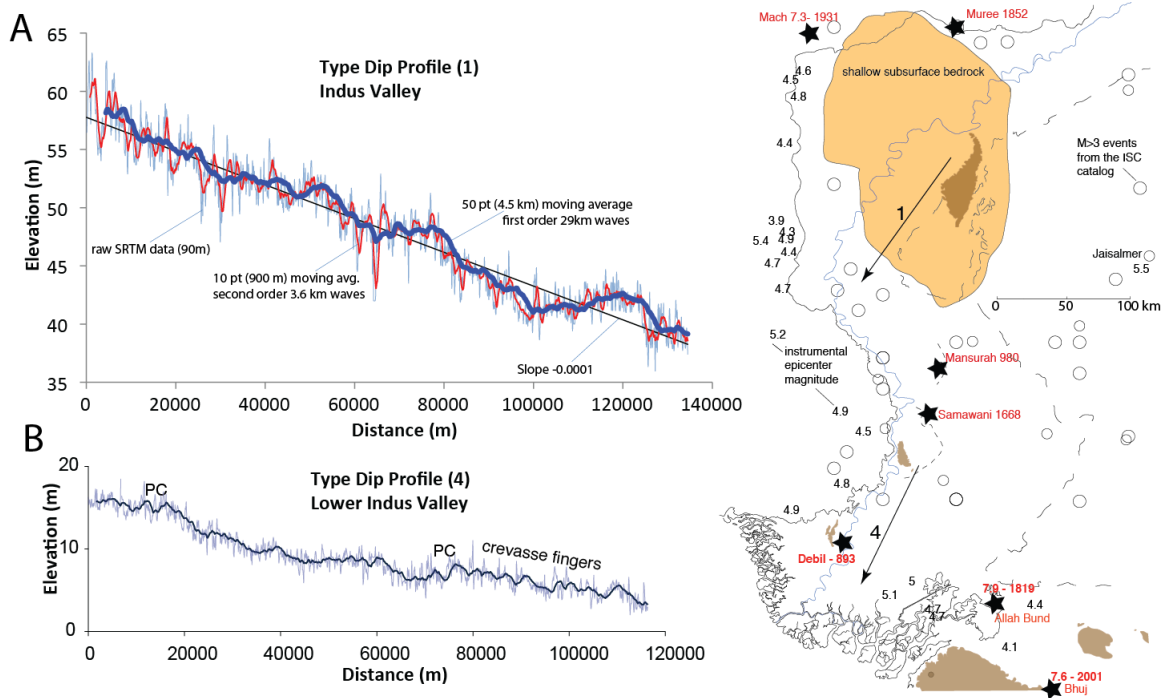 A
65
60
55
50
45
40
35
Elevation (m)
Type Dip Profile (1)
Indus Valley
raw SRTM data (90m)
10 pt (900 m) moving avg.
second order 3.6 km waves
50 pt (4.5 km) moving average
first order 29km waves
Slope -0.0001
0
20000
40000
60000
80000
100000
120000
140000
Distance (m)
B
20
10
0
Elevation (m)
Type Dip Profile (4)
Lower Indus Valley
PC
PC
crevasse fingers
0
20000
40000
60000
80000
100000
120000
Distance (m)
Mach 7.3- 1931
Muree 1852
shallow subsurface bedrock
4.6
4.5
4.8
4.4
M>3 events
from the ISC
catalog
1
3.9
4.3
5.4
4.9
4.4
4.7
4.7
Jaisalmer
5.5
0
100 km
5.2
instrumental
epicenter
magnitude
Mansurah 980
4.9
Samawani 1668
4.5
4.8
4.9
4
Debil - 893
5
5.1
4.7
4.7
7.9 - 1819
4.4
Allah Bund
4.1
7.6 - 2001
Bhuj